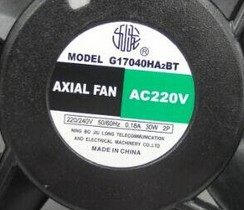 ®
MODEL G17040HA2BT
AXIAL FAN AC220V
220/240V 50/60Hz 0.18A 30W 2P
NING BO JIU LONG TELECOMMUNICATION
AND ELECTRICAL MACHINERY CO.,LTD
MADE IN CHINA